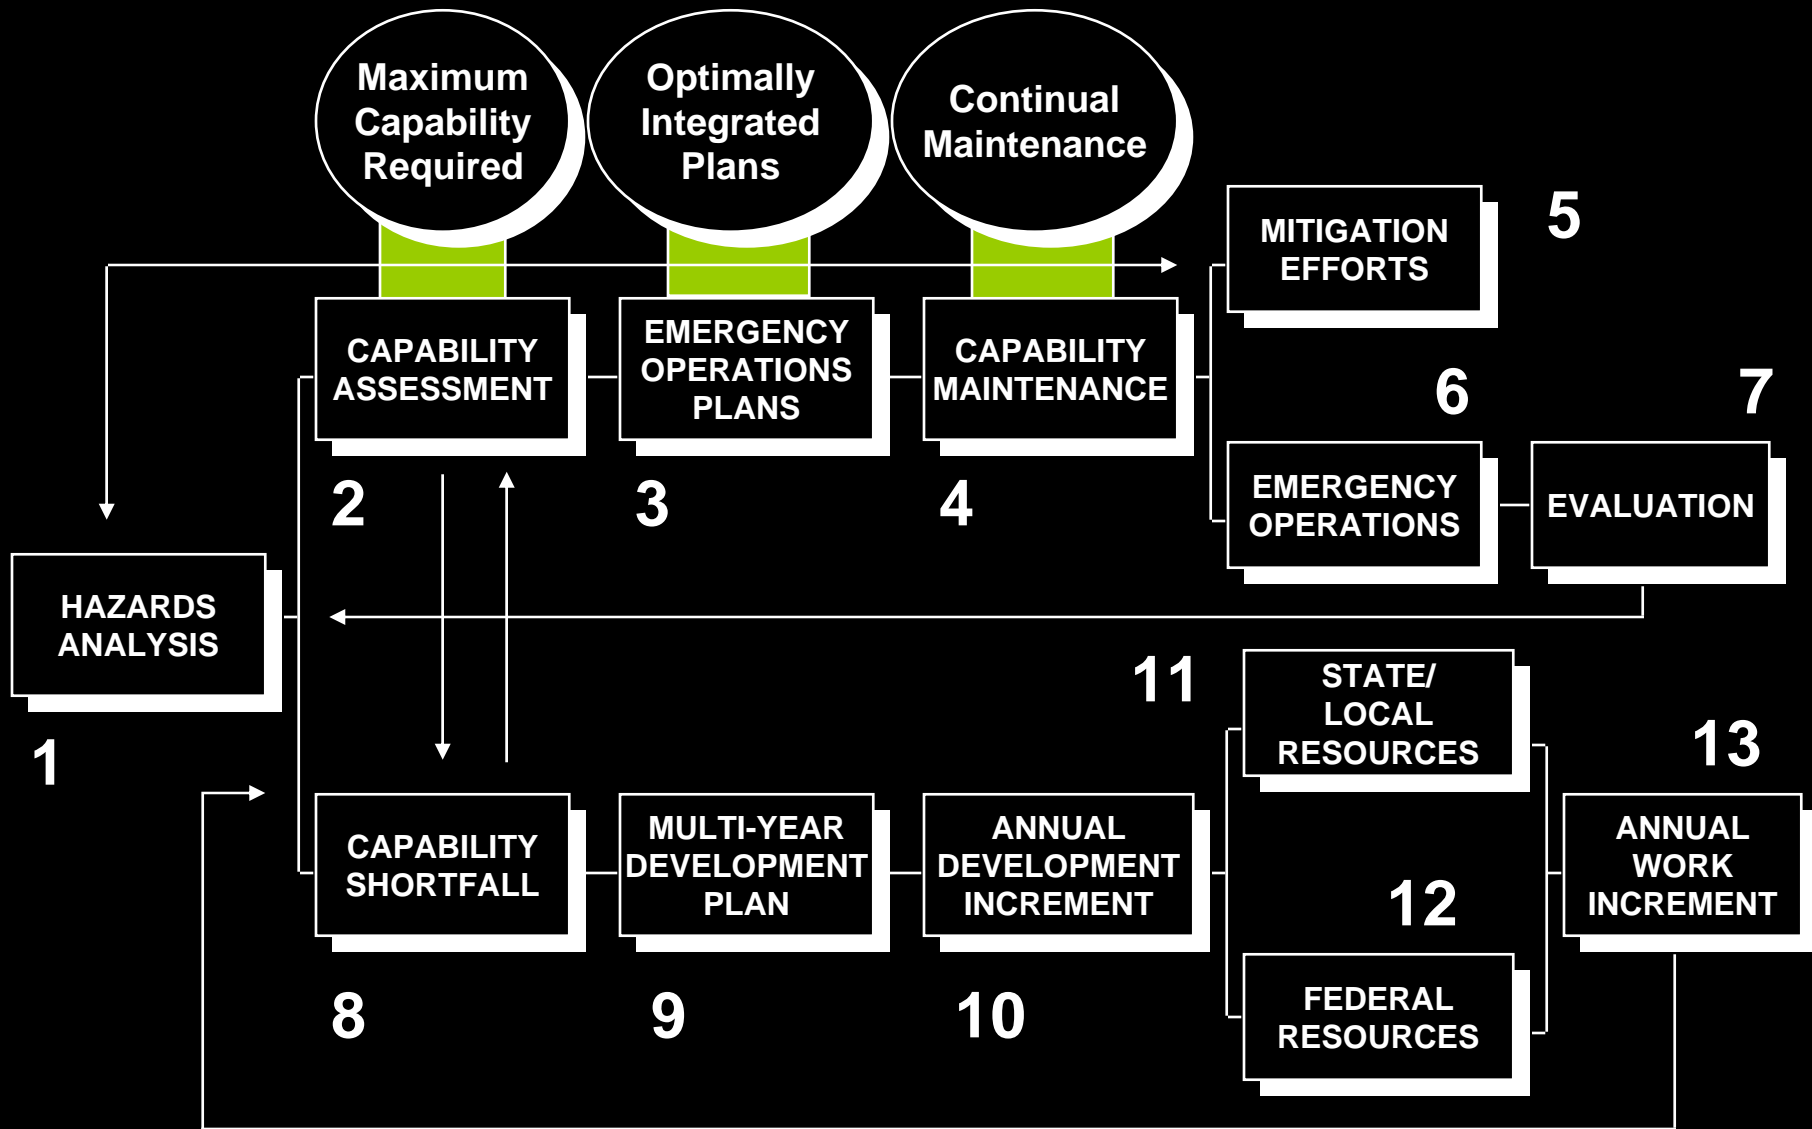 Maximum
Capability
Required
Optimally
Integrated
Plans
Continual
Maintenance
MITIGATION
EFFORTS
5
CAPABILITY
ASSESSMENT
EMERGENCY
OPERATIONS
PLANS
CAPABILITY
MAINTENANCE
6
7
2
3
4
EMERGENCY
OPERATIONS
EVALUATION
HAZARDS
ANALYSIS
1
11
STATE/
LOCAL
RESOURCES
13
CAPABILITY
SHORTFALL
MULTI-YEAR
DEVELOPMENT
PLAN
ANNUAL
DEVELOPMENT
INCREMENT
12
ANNUAL
WORK
INCREMENT
8
9
10
FEDERAL
RESOURCES